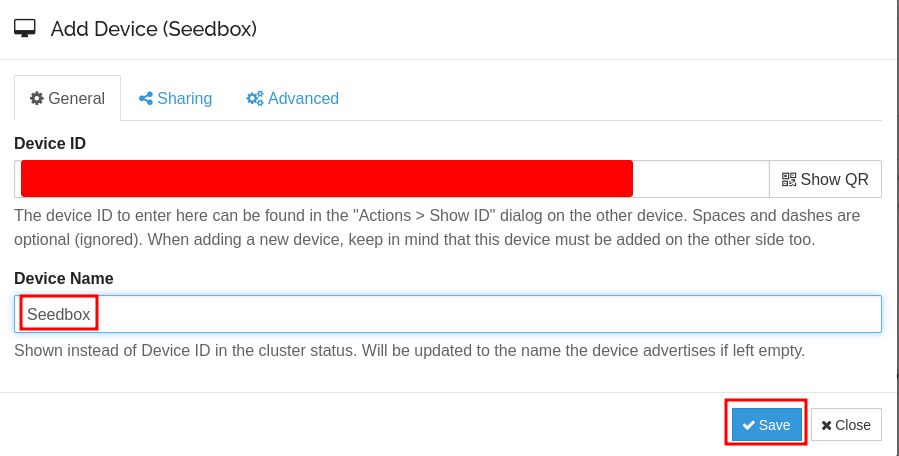 Add Device (Seedbox)
General Sharing Advanced
Device ID
Show QR
The device ID to enter here can be found in the "Actions > Show ID" dialog on the other device. Spaces and dashes are
optional (ignored). When adding a new device, keep in mind that this device must be added on the other side too.
Device Name
Seedbox
Shown instead of Device ID in the cluster status. Will be updated to the name the device advertises if left empty.
Save Close